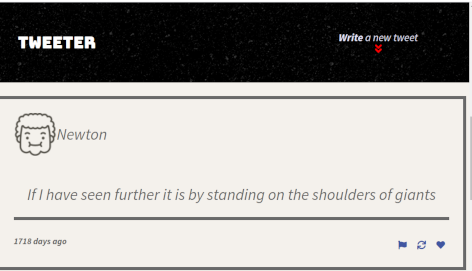 TWEETER
Write a new tweet
Newton
If I have seen further it is by standing on the shoulders of giants
1718 days ago